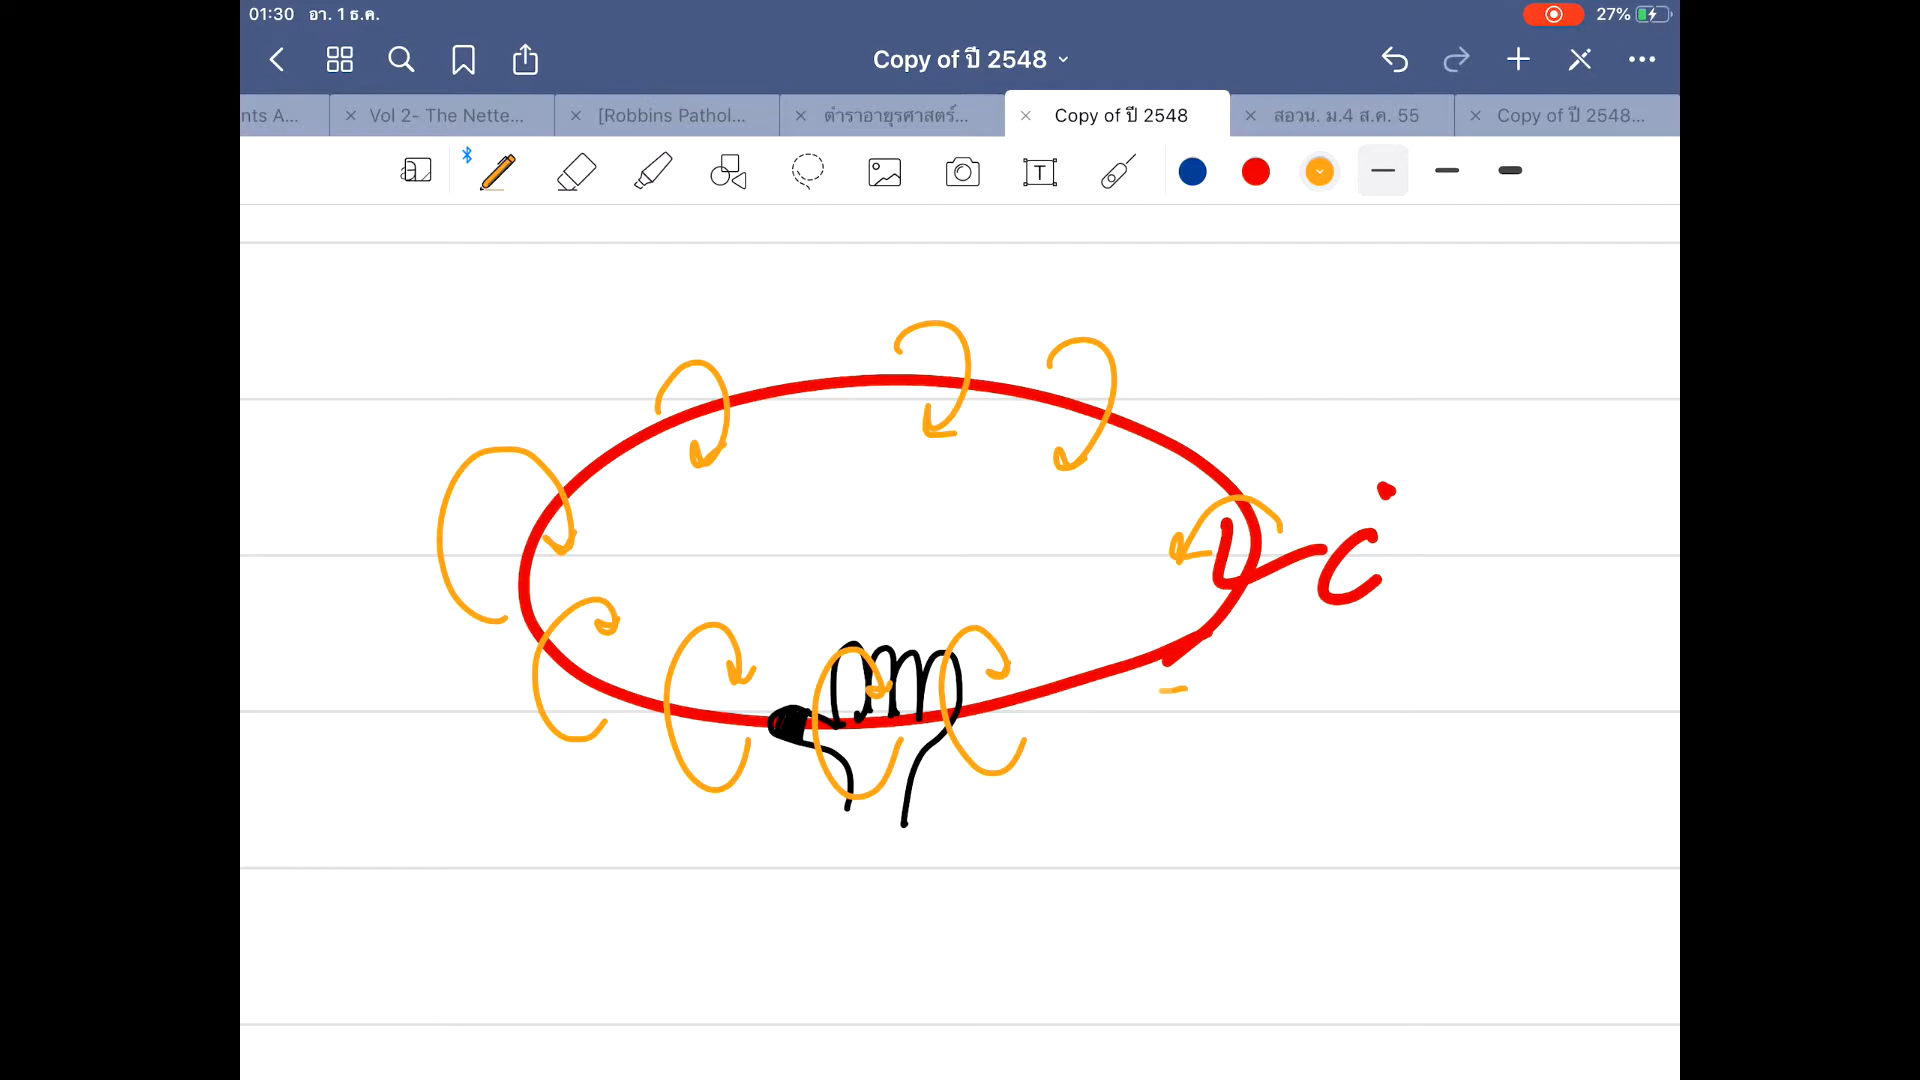 01:30 อา. 1 ธ.ค. 27%
Copy of ปี 2548
nts A... Vol 2- The Nette... [Robbins Pathol... ตำราอายุรศาสตร์... Copy of ปี 2548 สอวน. ม.4 ส.ค. 55 Copy of ปี 2548...
T
i